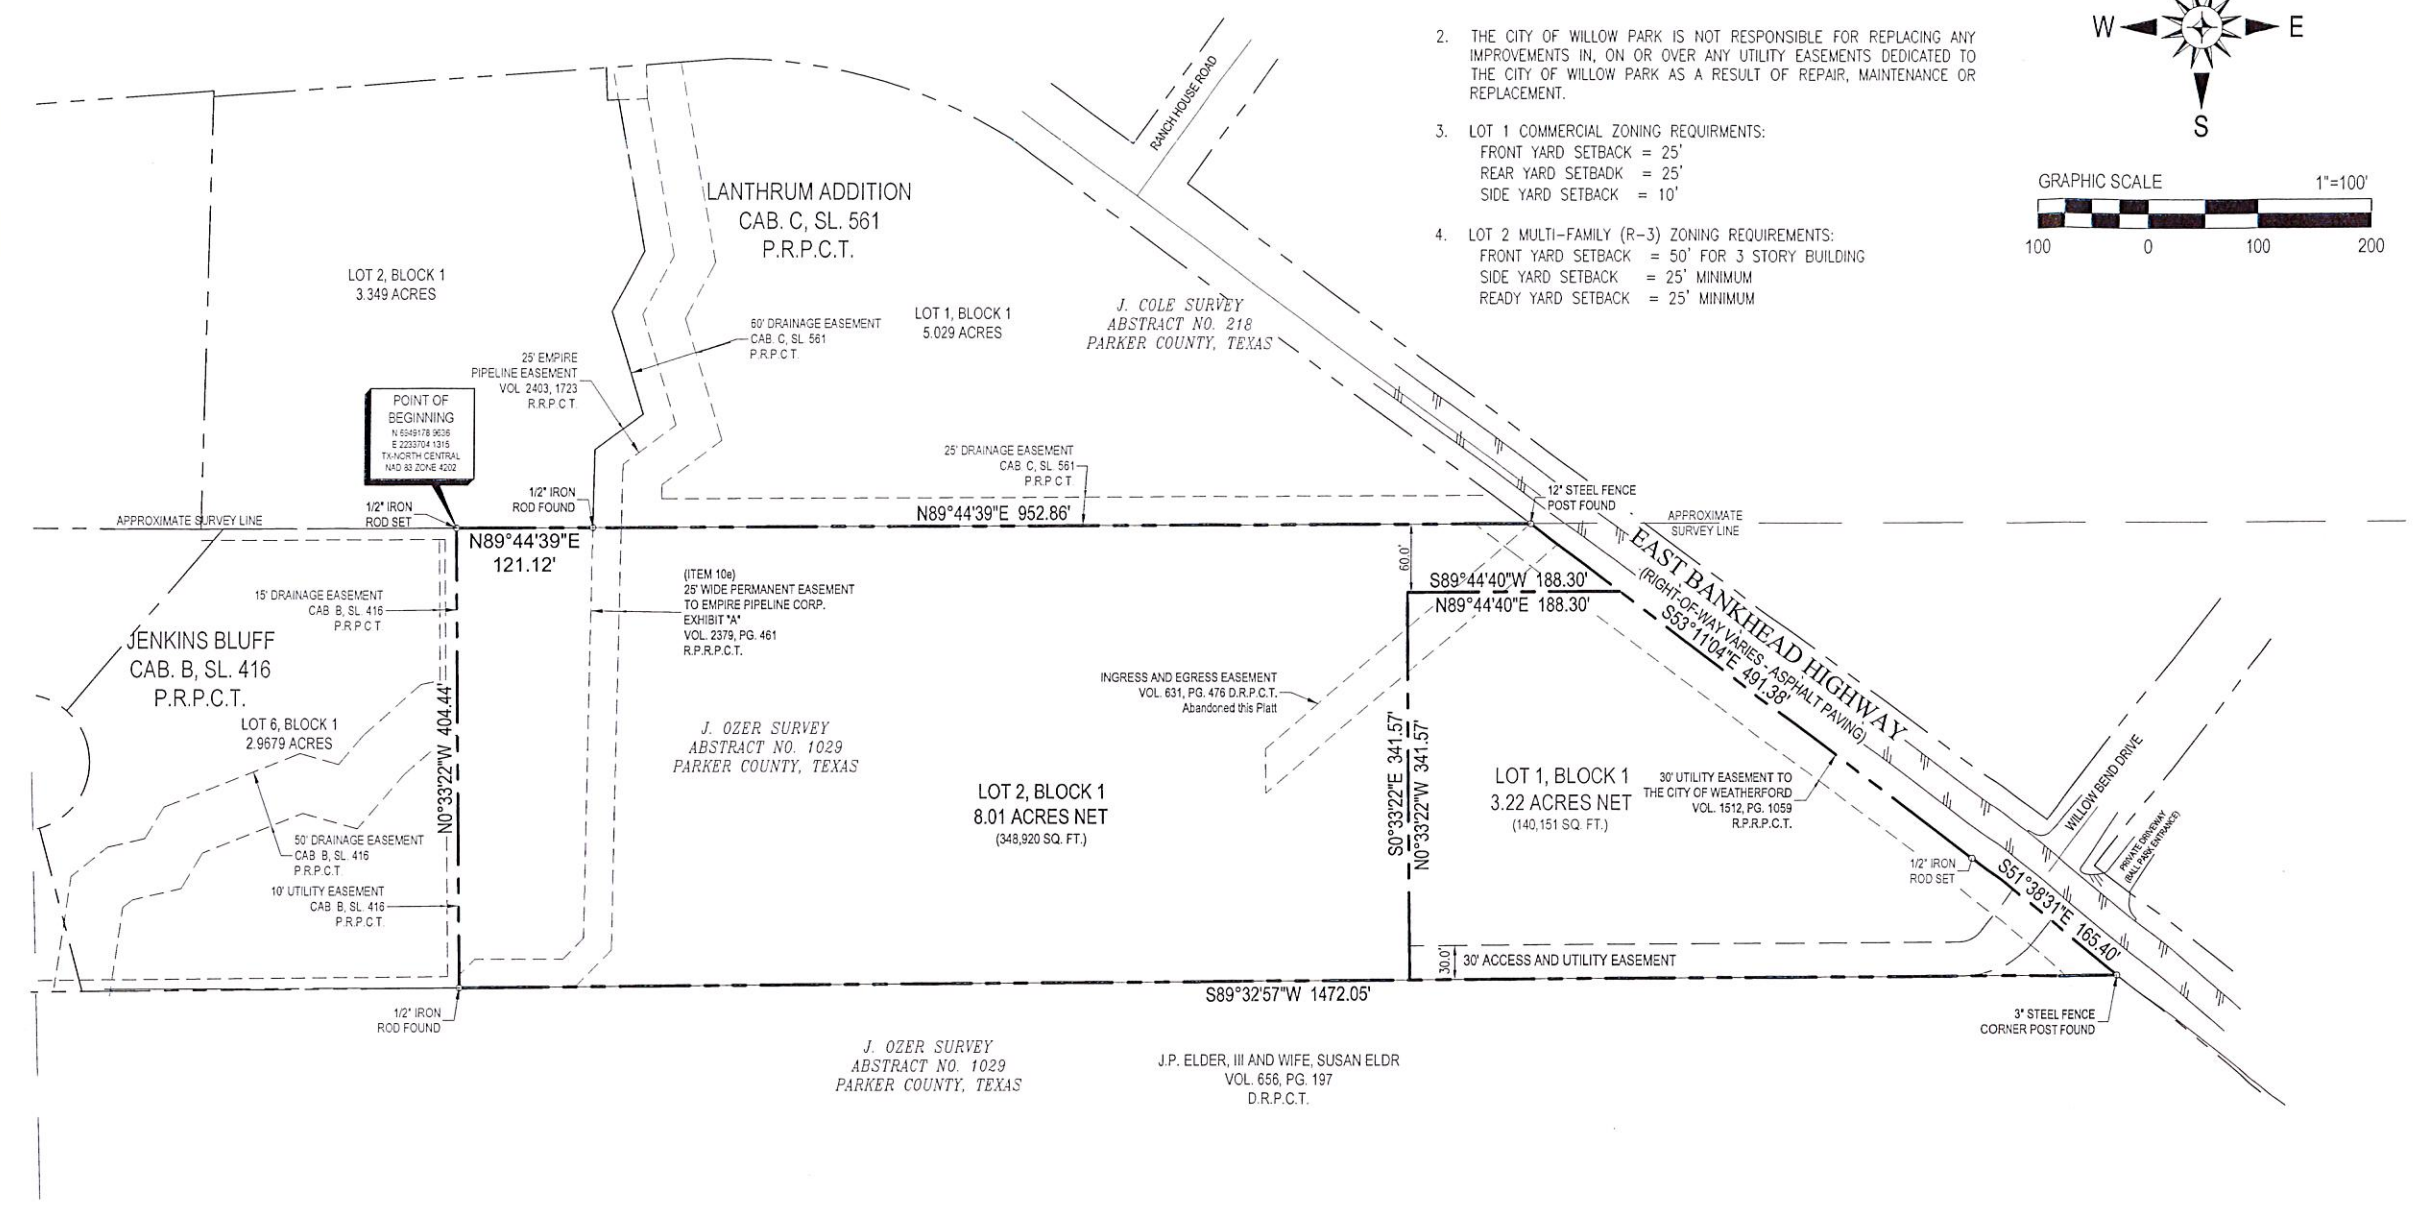 2. THE CITY OF WILLOW PARK IS NOT RESPONSIBLE FOR REPLACING ANY
IMPROVEMENTS IN, ON OR OVER ANY UTILITY EASEMENTS DEDICATED TO
THE CITY OF WILLOW PARK AS A RESULT OF REPAIR, MAINTENANCE OR
REPLACEMENT.
3. LOT 1 COMMERCIAL ZONING REQUIRMENTS:
FRONT YARD SETBACK = 25'
REAR YARD SETBADK = 25'
SIDE YARD SETBACK = 10'
4. LOT 2 MULTI-FAMILY (R-3) ZONING REQUIREMENTS:
FRONT YARD SETBACK = 50' FOR 3 STORY BUILDING
SIDE YARD SETBACK = 25' MINIMUM
READY YARD SETBACK = 25' MINIMUM
W E
S
GRAPHIC SCALE 1"=100'
100 0 100 200
RANCH HOUSE ROAD
LANTHRUM ADDITION
CAB. C, SL. 561
P.R.P.C.T.
LOT 2, BLOCK 1
3.349 ACRES
LOT 1, BLOCK 1
5.029 ACRES
J. COLE SURVEY
ABSTRACT NO. 218
PARKER COUNTY, TEXAS
60' DRAINAGE EASEMENT
CAB. C, SL 561
P.R.P.C.T.
25' EMPIRE
PIPELINE EASEMENT
VOL 2403, 1723
R.R.P.C.T.
POINT OF
BEGINNING
N 6949178.9636
E 2233704.1315
TX-NORTH CENTRAL
NAD 83 ZONE 4202
25' DRAINAGE EASEMENT
CAB C, SL 561
P.R.P.C.T.
1/2" IRON
ROD SET
1/2" IRON
ROD FOUND
12" STEEL FENCE
POST FOUND
APPROXIMATE SURVEY LINE
N89°44'39"E 952.86'
APPROXIMATE
SURVEY LINE
N89°44'39"E
121.12'
EAST BANKHEAD HIGHWAY
(RIGHT-OF-WAY VARIES - ASPHALT PAVING)
S53°11'04"E 491.38'
60.0'
S89°44'40"W 188.30'
N89°44'40"E 188.30'
(ITEM 10e)
25' WIDE PERMANENT EASEMENT
TO EMPIRE PIPELINE CORP.
EXHIBIT "A"
VOL. 2379, PG. 461
R.P.R.P.C.T.
15' DRAINAGE EASEMENT
CAB B, SL 416
P.R.P.C.T
JENKINS BLUFF
CAB. B, SL. 416
P.R.P.C.T.
LOT 6, BLOCK 1
2.9679 ACRES
N0°33'22"W 404.44'
INGRESS AND EGRESS EASEMENT
VOL. 631, PG. 476 D.R.P.C.T.
Abandoned this Platt
J. OZER SURVEY
ABSTRACT NO. 1029
PARKER COUNTY, TEXAS
S0°33'22"E 341.57'
N0°33'22"W 341.57'
LOT 2, BLOCK 1
8.01 ACRES NET
(348,920 SQ. FT.)
LOT 1, BLOCK 1
3.22 ACRES NET
(140,151 SQ. FT.)
30' UTILITY EASEMENT TO
THE CITY OF WEATHERFORD
VOL. 1512, PG. 1059
R.P.R.P.C.T.
WILLOW BEND DRIVE
PRIVATE DRIVEWAY
(BALL PARK ENTRANCE)
50' DRAINAGE EASEMENT
CAB B, SL. 416
P.R.P.C.T
10' UTILITY EASEMENT
CAB B, SL. 416
P.R.P.C.T.
1/2" IRON
ROD SET
S51°38'31"E 165.40'
30.0'
30' ACCESS AND UTILITY EASEMENT
S89°32'57"W 1472.05'
1/2" IRON
ROD FOUND
3" STEEL FENCE
CORNER POST FOUND
J. OZER SURVEY
ABSTRACT NO. 1029
PARKER COUNTY, TEXAS
J.P. ELDER, III AND WIFE, SUSAN ELDR
VOL. 656, PG. 197
D.R.P.C.T.